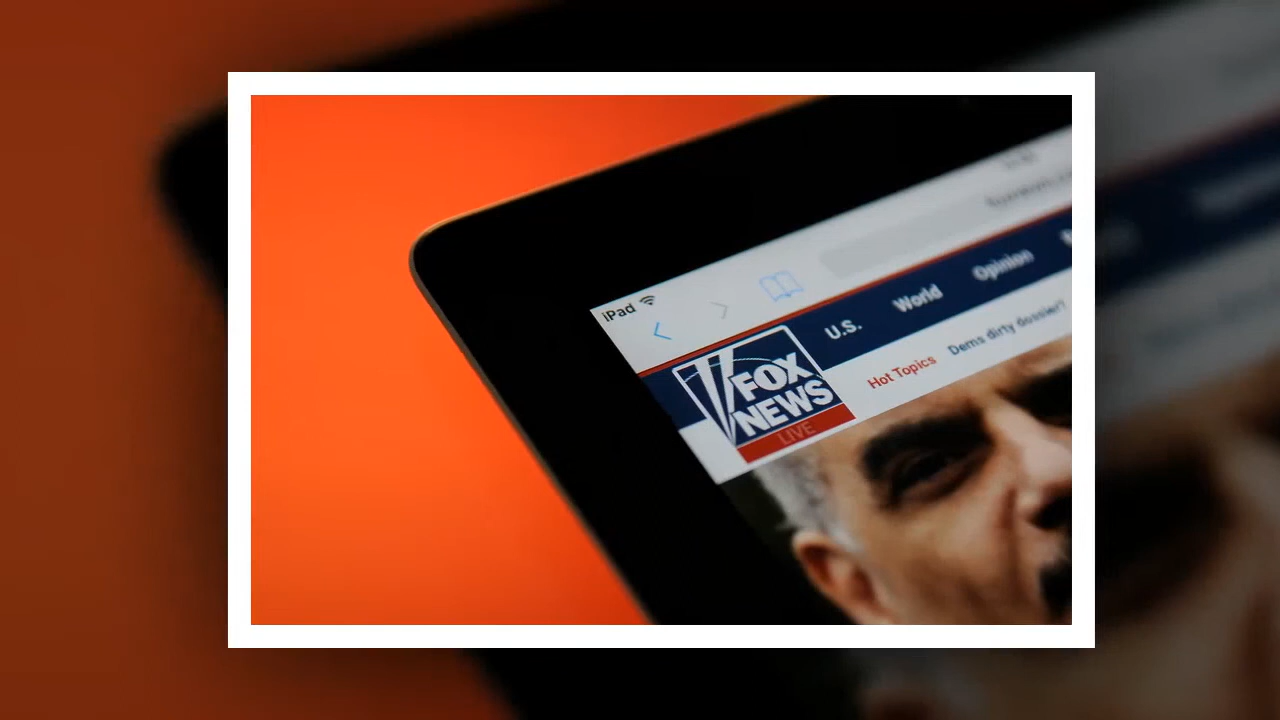 iPad
U.S. World Opinion
Hot Topics Dems dirty dossier?
FOX
NEWS
LIVE